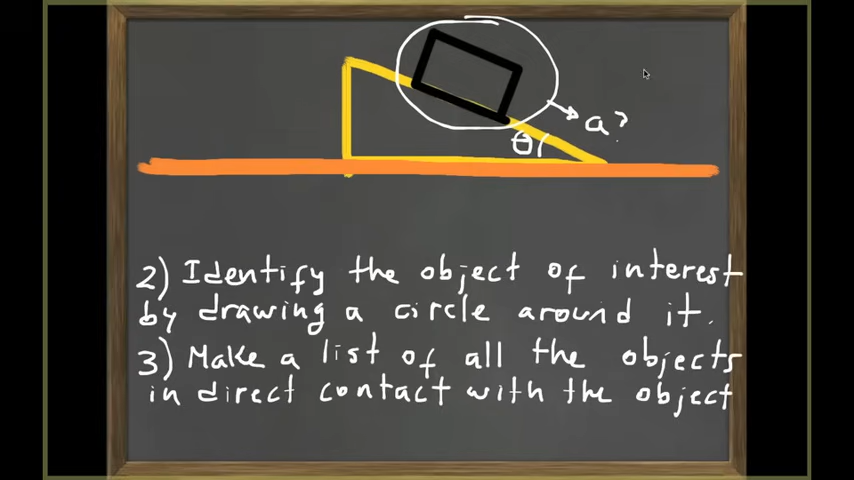 a?
θ
2) Identify the object of interest
by drawing a circle around it.
3) Make a list of all the objects
in direct contact with the object